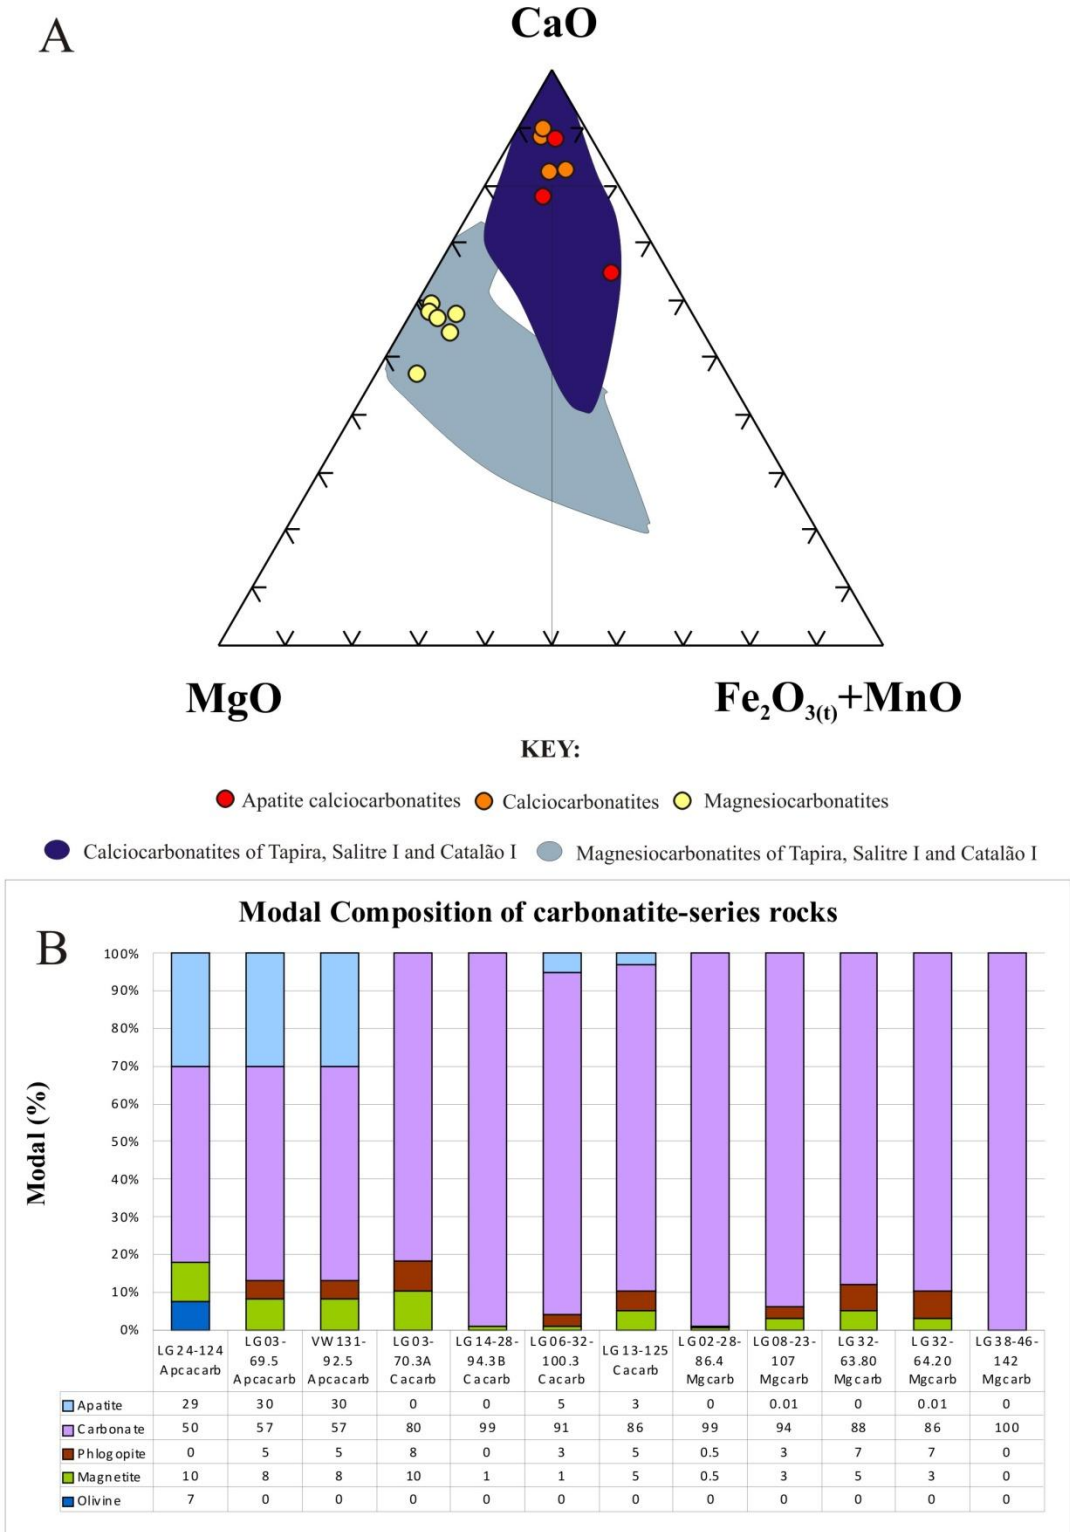 A
CaO
MgO
Fe2O3(t)+MnO
KEY:
Apatite calciocarbonatites Calciocarbonatites Magnesiocarbonatites
Calciocarbonatites of Tapira, Salitre I and Catalão I Magnesiocarbonatites of Tapira, Salitre I and Catalão I
Modal Composition of carbonatite-series rocks
B
Modal (%)
100%
90%
80%
70%
60%
50%
40%
30%
20%
10%
0%
LG24-124 Apcacarb
LG03-69.5 Apcacarb
VW131-92.5 Apcacarb
LG03-70.3A Cacarb
LG14-28-94.3B Cacarb
LG06-32-100.3 Cacarb
LG13-125 Cacarb
LG02-28-86.4 Mgcarb
LG08-23-107 Mgcarb
LG32-63.80 Mgcarb
LG32-64.20 Mgcarb
LG38-46-142 Mgcarb
Apatite 29 30 30 0 0 5 3 0 0.01 0 0.01 0
Carbonate 50 57 57 80 99 91 86 99 94 88 86 100
Phlogopite 0 5 5 8 0 3 5 0.5 3 7 7 0
Magnetite 10 8 8 10 1 1 5 0.5 3 5 3 0
Olivine 7 0 0 0 0 0 0 0 0 0 0 0